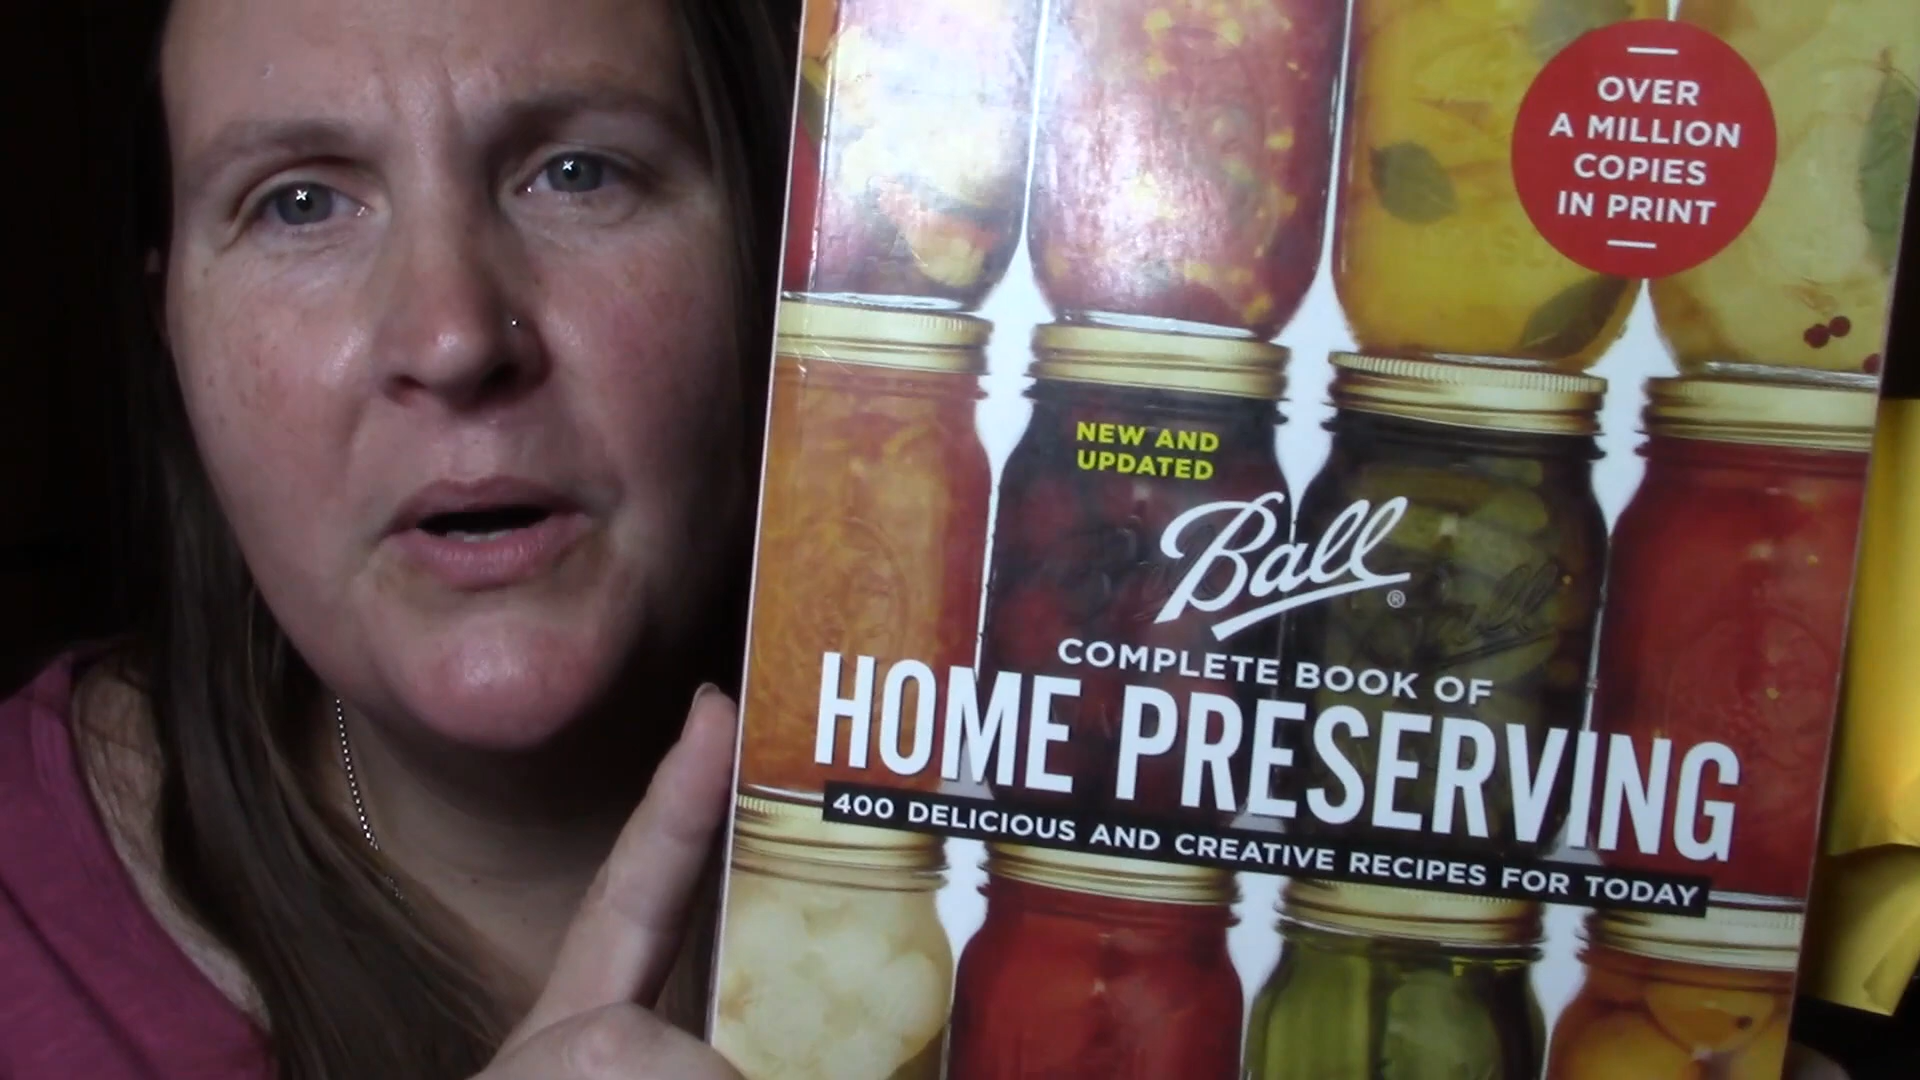 OVER
A MILLION
COPIES
IN PRINT
NEW AND
UPDATED
Ball®
COMPLETE BOOK OF
HOME PRESERVING
400 DELICIOUS AND CREATIVE RECIPES FOR TODAY